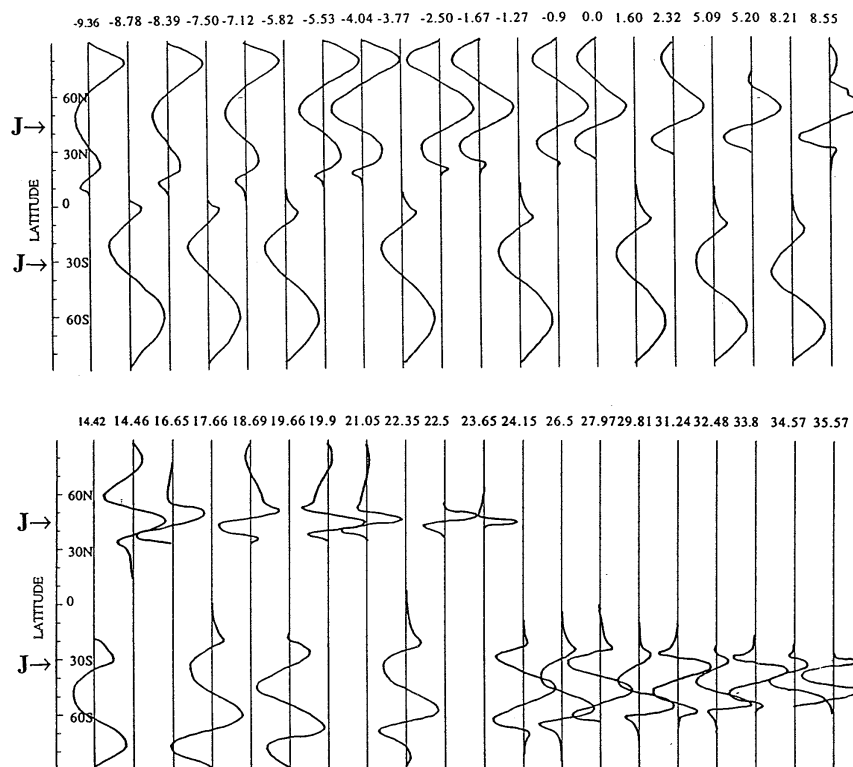 -9.36 -8.78 -8.39 -7.50 -7.12 -5.82 -5.53 -4.04 -3.77 -2.50 -1.67 -1.27 -0.9 0.0 1.60 2.32 5.09 5.20 8.21 8.55
60N
J→
30N
0
LATITUDE
J→
30S
60S
14.42 14.46 16.65 17.66 18.69 19.66 19.9 21.05 22.35 22.5 23.65 24.15 26.5 27.97 29.81 31.24 32.48 33.8 34.57 35.57
60N
J→
30N
0
LATITUDE
J→
30S
60S